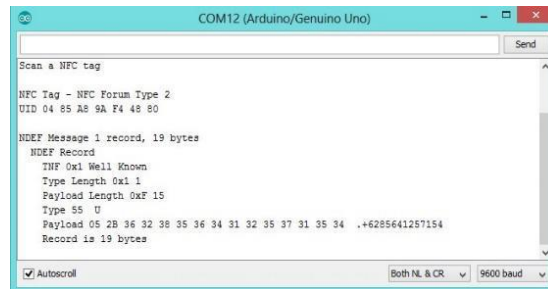 COM12 (Arduino/Genuino Uno)
Send
Scan a NFC tag
NFC Tag - NFC Forum Type 2
UID 04 85 A8 9A F4 48 80
NDEF Message 1 record, 19 bytes
NDEF Record
TNF 0x1 Well Known
Type Length 0x1 1
Payload Length 0xF 15
Type 55 U
Payload 05 2B 36 32 38 35 36 34 31 32 35 37 31 35 34 .+6285641257154
Record is 19 bytes
Autoscroll Both NL & CR 9600 baud